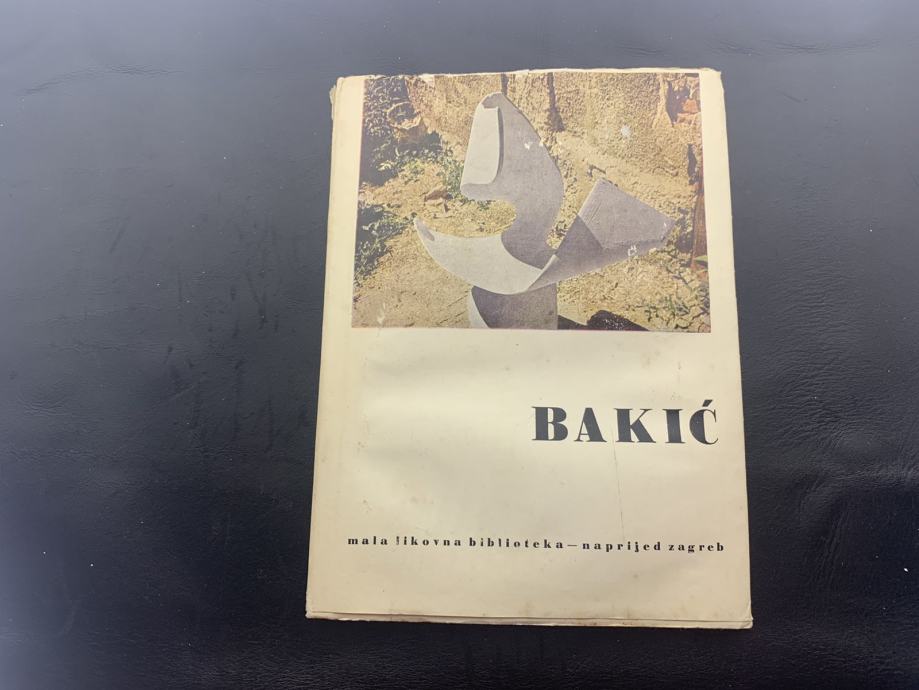 BAKIĆ
mala likovna biblioteka — naprijed zagreb